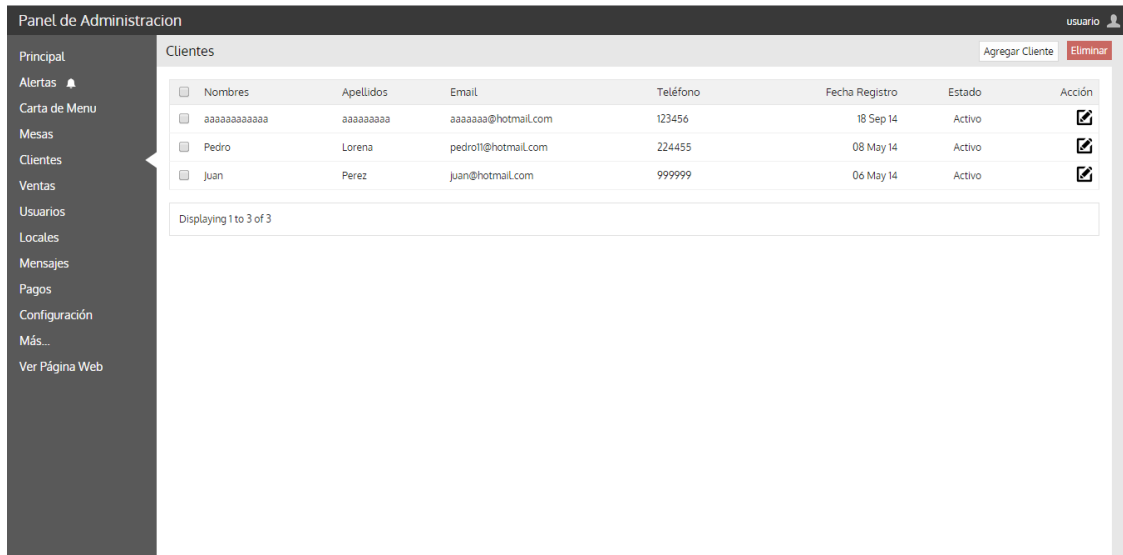 Panel de Administracion
usuario
Principal
Alertas
Carta de Menu
Mesas
Clientes
Ventas
Usuarios
Locales
Mensajes
Pagos
Configuración
Más...
Ver Página Web
Clientes
Agregar Cliente
Eliminar
Nombres Apellidos Email Teléfono Fecha Registro Estado Acción
aaaaaaaaaaaa aaaaaaaaa aaaaaaa@hotmail.com 123456 18 Sep 14 Activo
Pedro Lorena pedro11@hotmail.com 224455 08 May 14 Activo
Juan Perez juan@hotmail.com 999999 06 May 14 Activo
Displaying 1 to 3 of 3